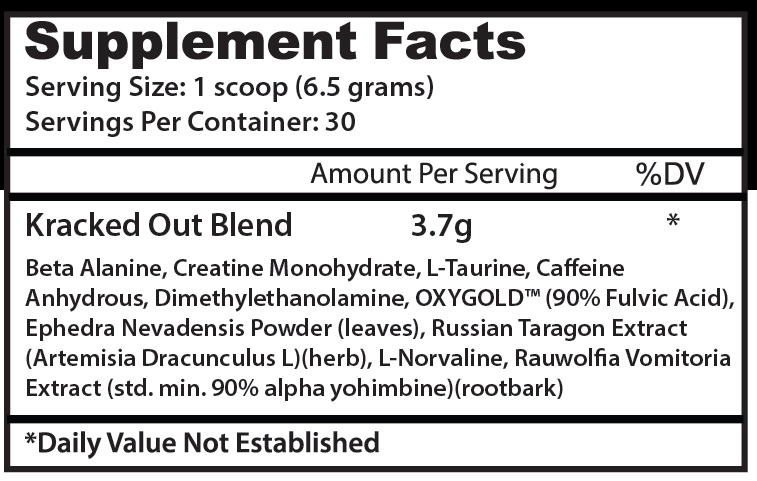 Supplement Facts
Serving Size: 1 scoop (6.5 grams)
Servings Per Container: 30
Amount Per Serving %DV
Kracked Out Blend 3.7g *
Beta Alanine, Creatine Monohydrate, L-Taurine, Caffeine
Anhydrous, Dimethylethanolamine, OXYGOLD™ (90% Fulvic Acid),
Ephedra Nevadensis Powder (leaves), Russian Taragon Extract
(Artemisia Dracunculus L)(herb), L-Norvaline, Rauwolfia Vomitoria
Extract (std. min. 90% alpha yohimbine)(rootbark)
*Daily Value Not Established